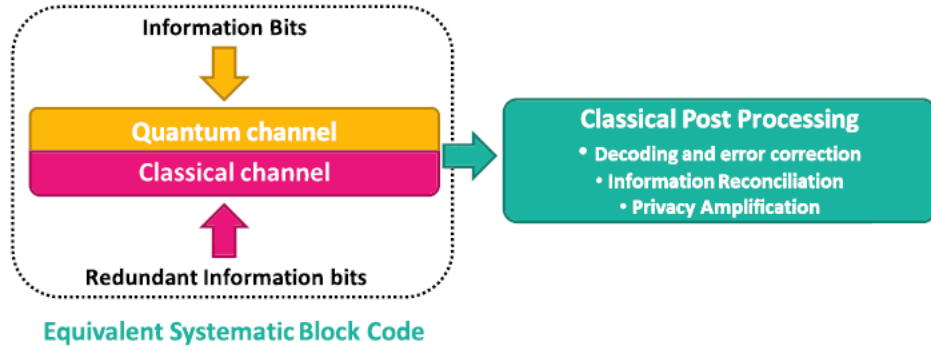 Information Bits
Quantum channel
Classical channel
Redundant Information bits
Equivalent Systematic Block Code
Classical Post Processing
• Decoding and error correction
• Information Reconciliation
• Privacy Amplification